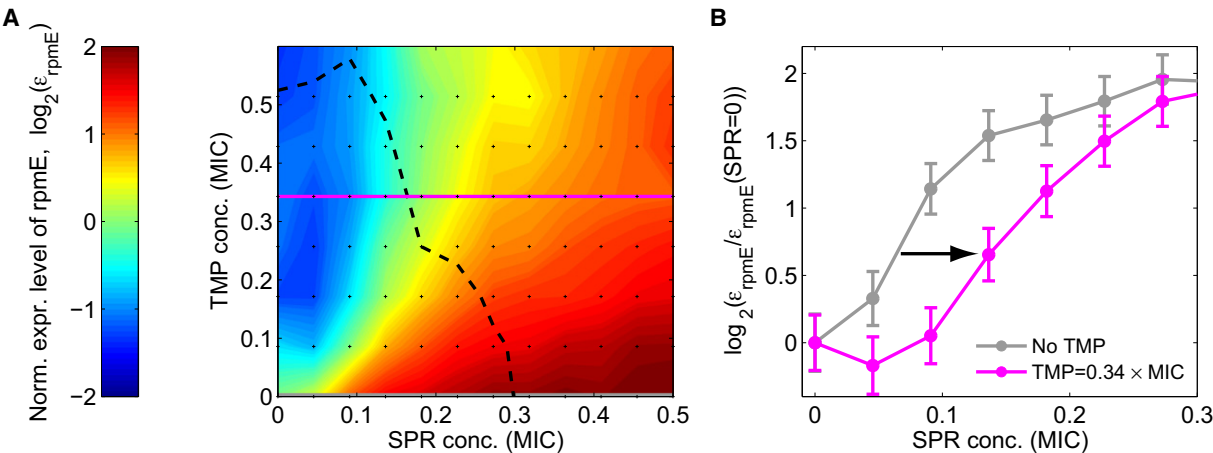 A
Norm. expr. level of rpmE, log₂(ε_rpmE)
2
1
0
−1
−2
TMP conc. (MIC)
0.5
0.4
0.3
0.2
0.1
0
0 0.1 0.2 0.3 0.4 0.5
SPR conc. (MIC)
B
log₂(ε_rpmE/ε_rpmE(SPR=0))
2
1.5
1
0.5
0
No TMP
TMP=0.34 × MIC
0 0.1 0.2 0.3
SPR conc. (MIC)